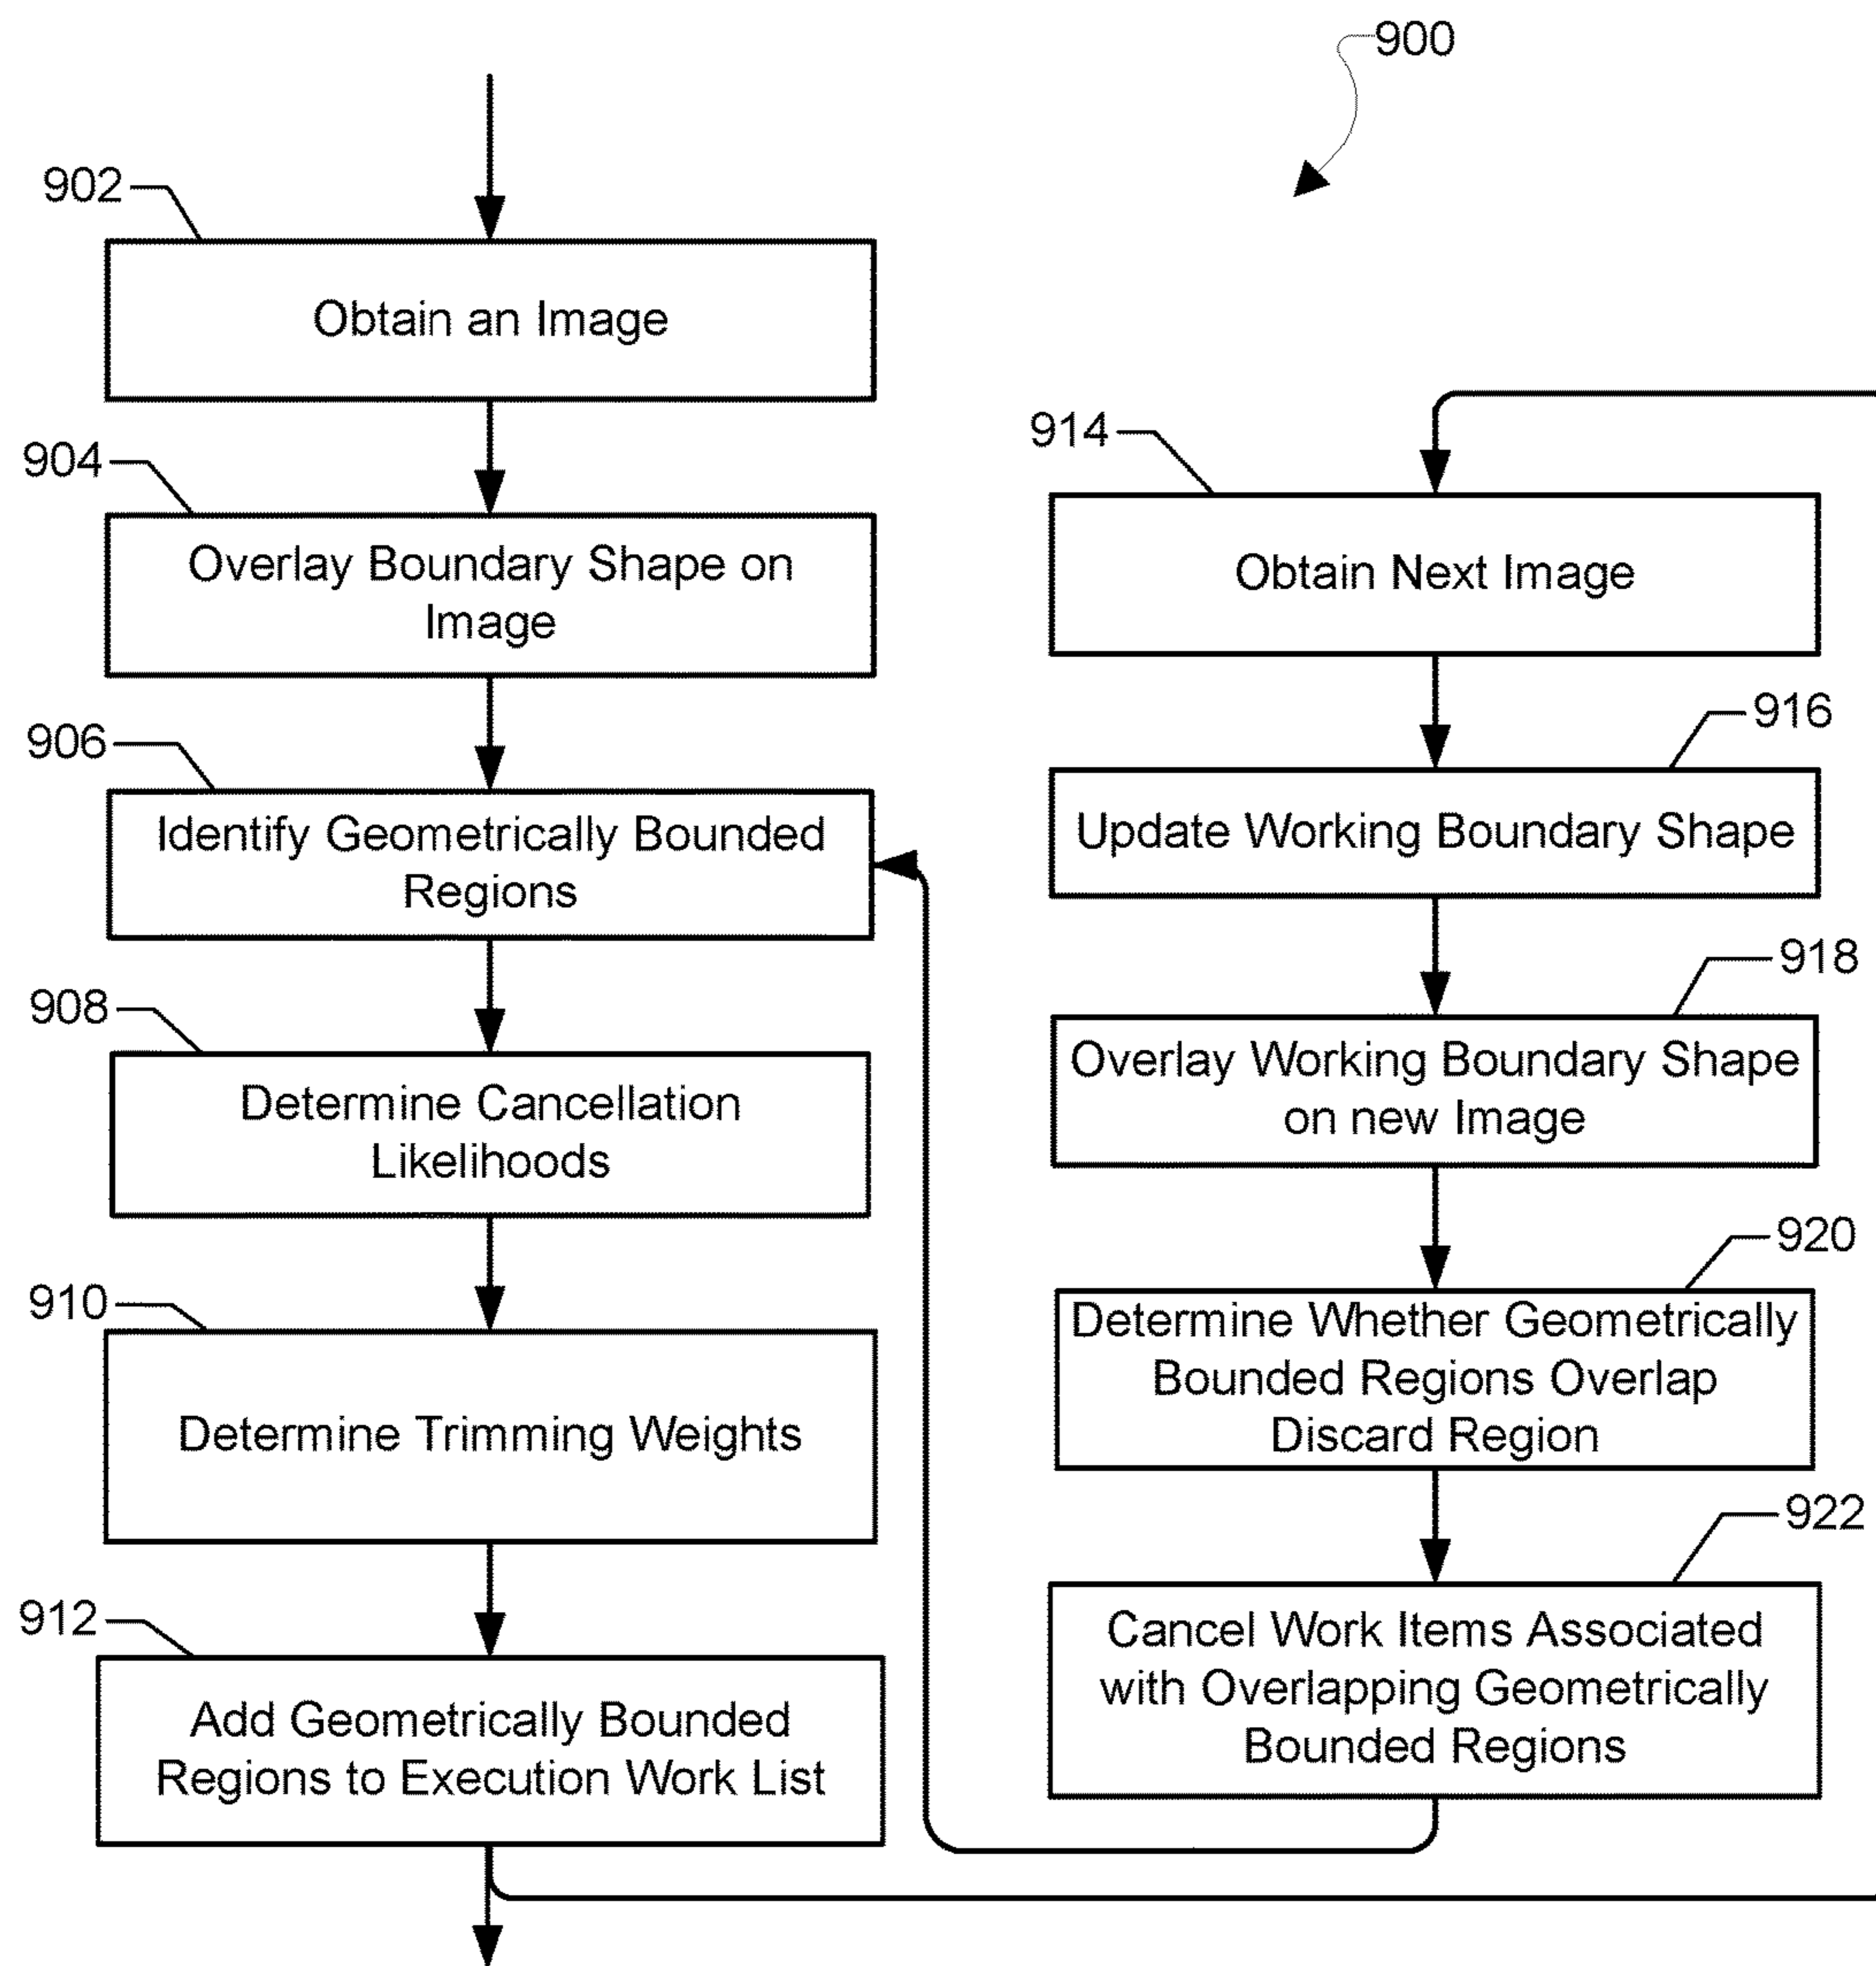 900
902
Obtain an Image
904
Overlay Boundary Shape on
Image
906
Identify Geometrically Bounded
Regions
908
Determine Cancellation
Likelihoods
910
Determine Trimming Weights
912
Add Geometrically Bounded
Regions to Execution Work List
914
Obtain Next Image
916
Update Working Boundary Shape
918
Overlay Working Boundary Shape
on new Image
920
Determine Whether Geometrically
Bounded Regions Overlap
Discard Region
922
Cancel Work Items Associated
with Overlapping Geometrically
Bounded Regions